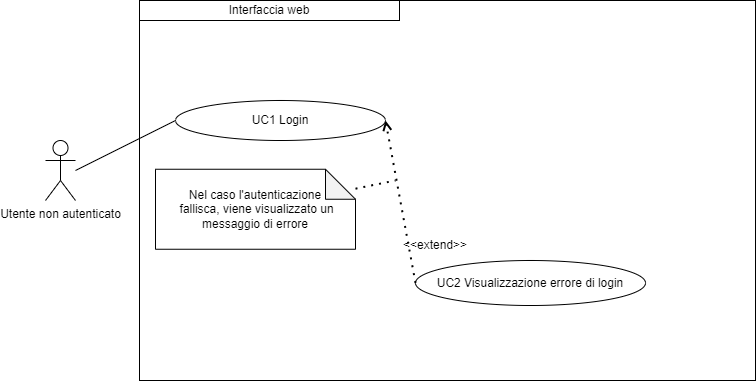 Interfaccia web
UC1 Login
Utente non autenticato
Nel caso l'autenticazione
fallisca, viene visualizzato un
messaggio di errore
<<extend>>
UC2 Visualizzazione errore di login